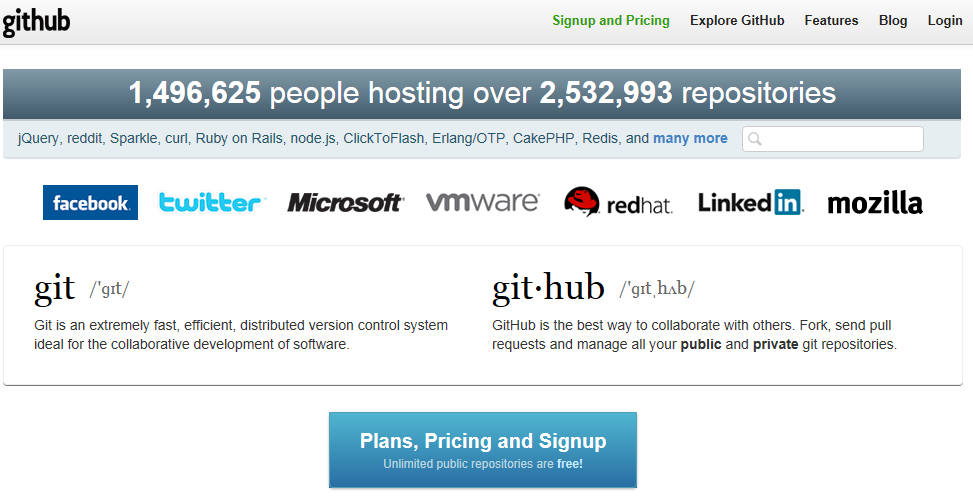 github Signup and Pricing Explore GitHub Features Blog Login
1,496,625 people hosting over 2,532,993 repositories
jQuery, reddit, Sparkle, curl, Ruby on Rails, node.js, ClickToFlash, Erlang/OTP, CakePHP, Redis, and many more
facebook. twitter Microsoft® vmware® redhat. Linked in. mozilla
git /'gɪt/
Git is an extremely fast, efficient, distributed version control system
ideal for the collaborative development of software.
git·hub /'gɪtˌhʌb/
GitHub is the best way to collaborate with others. Fork, send pull
requests and manage all your public and private git repositories.
Plans, Pricing and Signup
Unlimited public repositories are free!